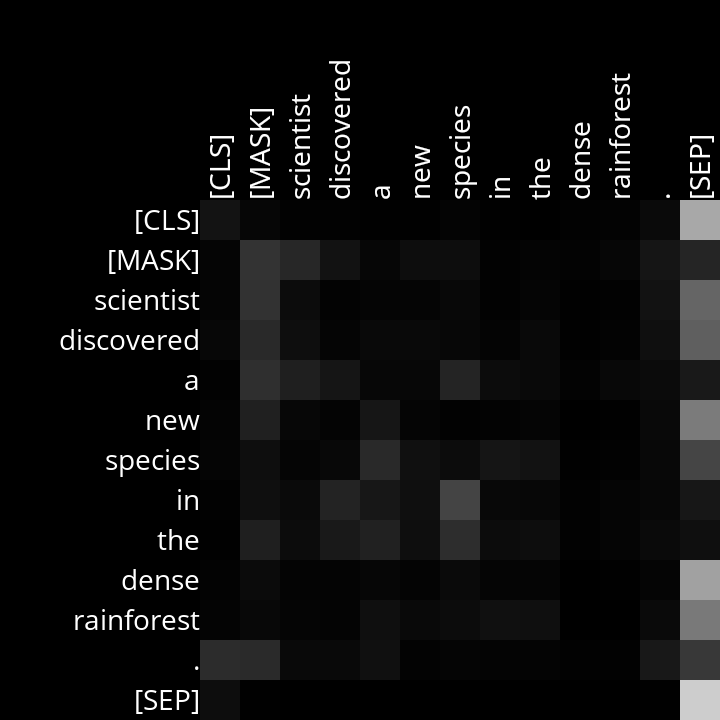 [CLS]
[MASK]
scientist
discovered
a
new
species
in
the
dense
rainforest
.
[SEP]
[CLS]
[MASK]
scientist
discovered
a
new
species
in
the
dense
rainforest
.
[SEP]